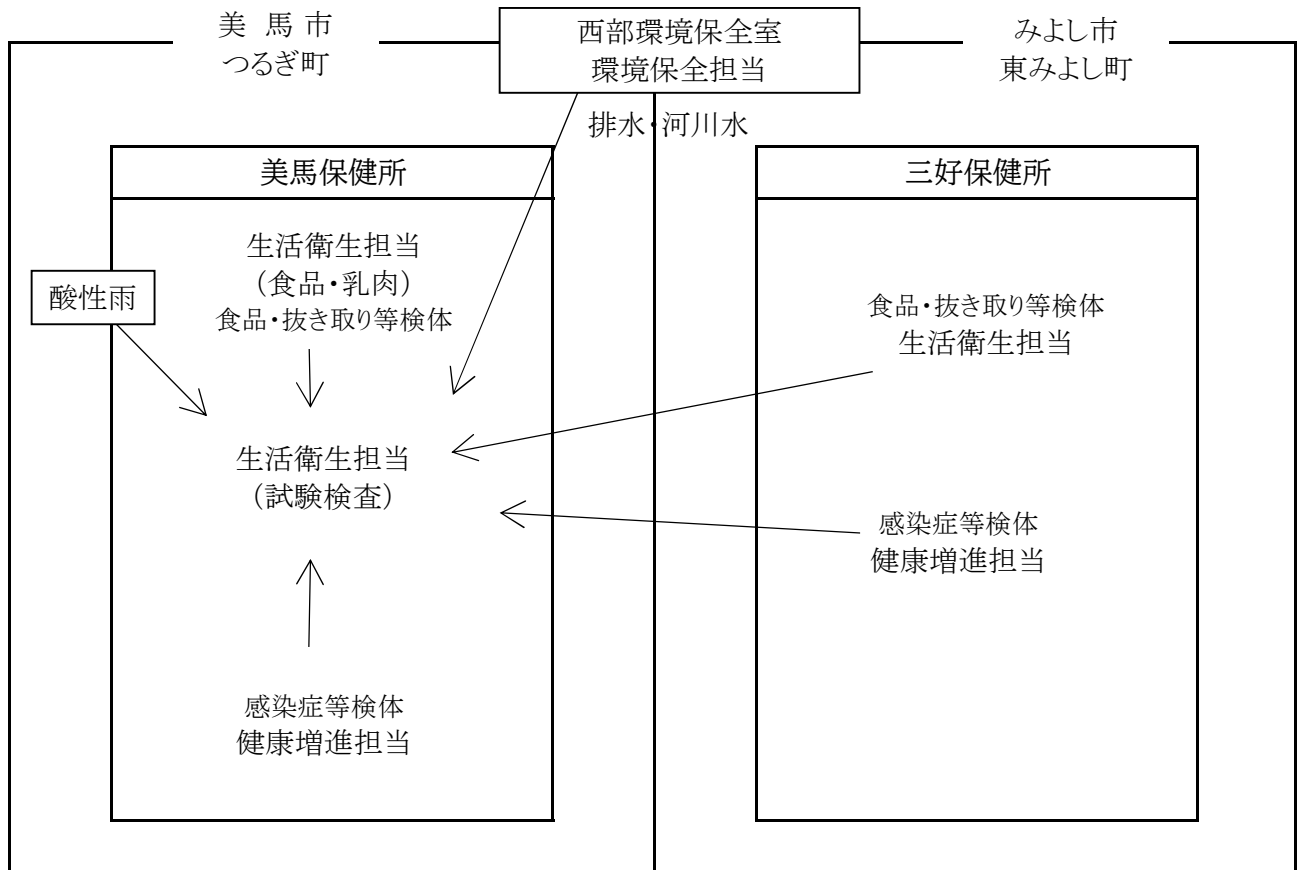 美 馬 市
つるぎ町
西部環境保全室
環境保全担当
みよし市
東みよし町
排水・河川水
美馬保健所
生活衛生担当
（食品・乳肉）
食品・抜き取り等検体
酸性雨
生活衛生担当
（試験検査）
感染症等検体
健康増進担当
三好保健所
食品・抜き取り等検体
生活衛生担当
感染症等検体
健康増進担当